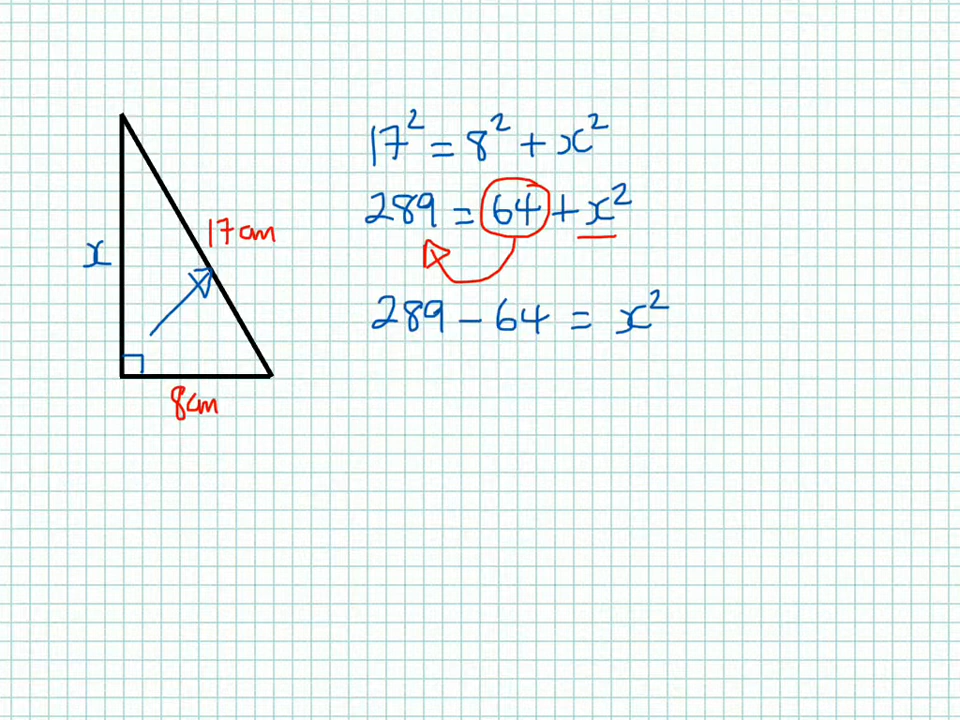 17² = 8² + x²
289 = 64 + x²
289 - 64 = x²
x
17cm
8cm